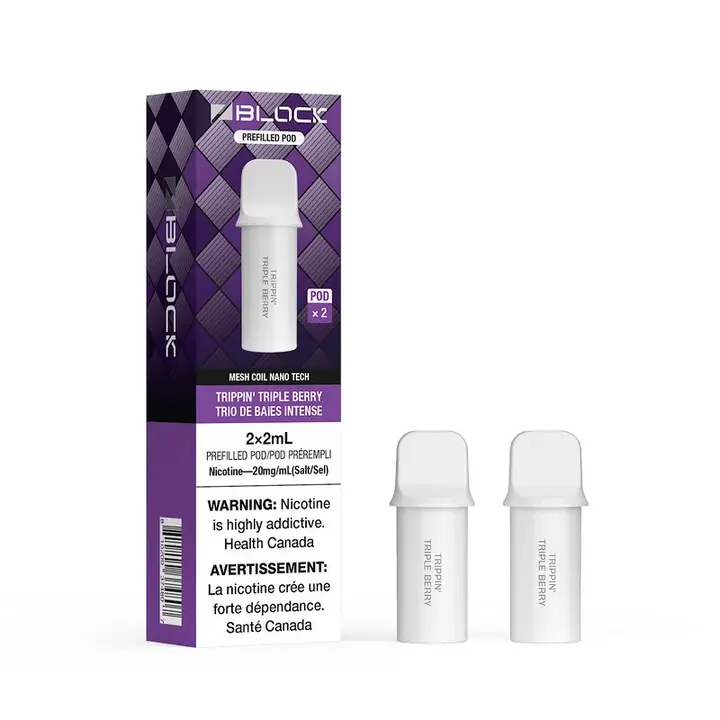 BLOCK
PREFILLED POD
TRIPPIN'
TRIPLE BERRY
POD
× 2
MESH COIL NANO TECH
TRIPPIN' TRIPLE BERRY
TRIO DE BAIES INTENSE
2×2mL
PREFILLED POD/POD PRÉREMPLI
Nicotine—20mg/mL(Salt/Sel)
WARNING: Nicotine
is highly addictive.
Health Canada
AVERTISSEMENT:
La nicotine crée une
forte dépendance.
Santé Canada
BLOCK
TRIPPIN'
TRIPLE BERRY
TRIPPIN'
TRIPLE BERRY